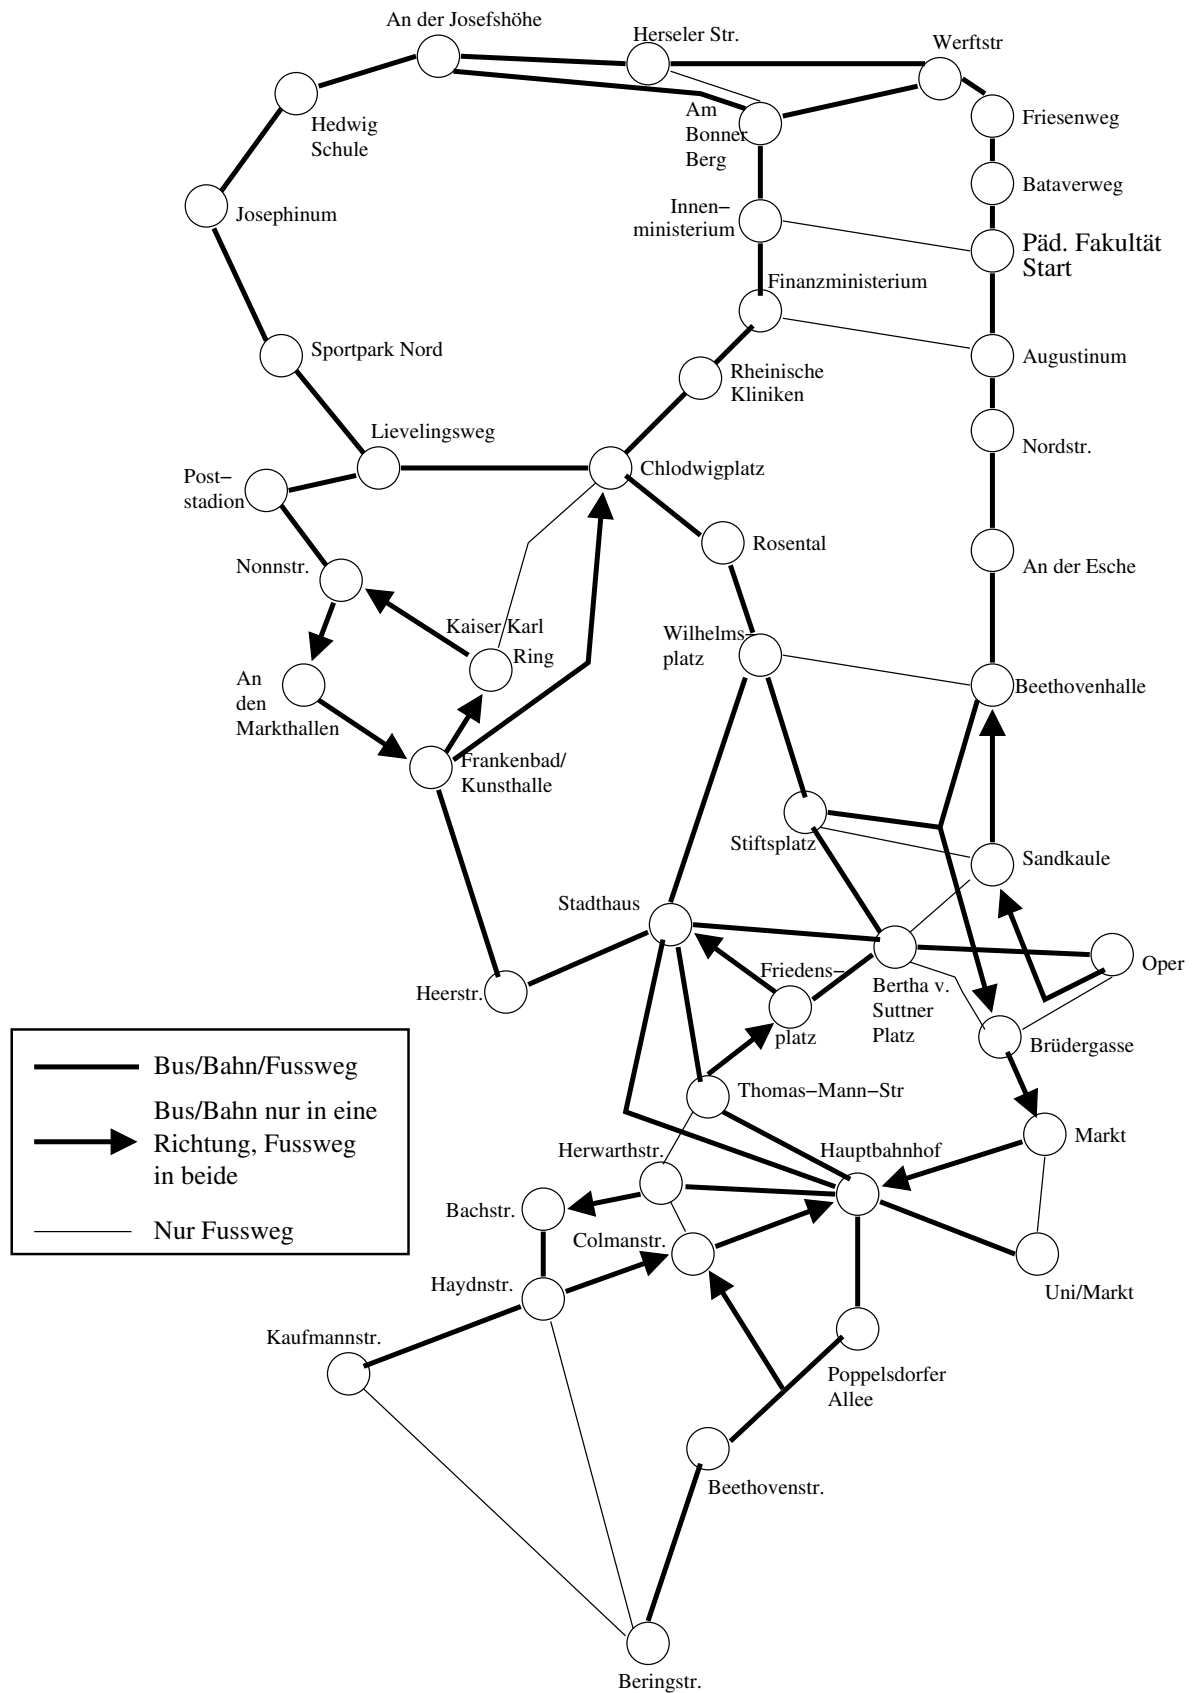 An der Josefshöhe
Herseler Str.
Werftstr
Hedwig
Schule
Am
Bonner
Berg
Friesenweg
Bataverweg
Josephinum
Innen−
ministerium
Päd. Fakultät
Start
Finanzministerium
Sportpark Nord
Augustinum
Rheinische
Kliniken
Lievelingsweg
Nordstr.
Post−
stadion
Chlodwigplatz
Rosental
Nonnstr.
An der Esche
Kaiser Karl
Ring
Wilhelms−
platz
An
den
Markthallen
Beethovenhalle
Frankenbad/
Kunsthalle
Stiftsplatz
Sandkaule
Stadthaus
Heerstr.
Friedens−
platz
Bertha v.
Suttner
Platz
Oper
Brüdergasse
Bus/Bahn/Fussweg
Bus/Bahn nur in eine
Richtung, Fussweg
in beide
Nur Fussweg
Thomas−Mann−Str
Markt
Herwarthstr.
Hauptbahnhof
Bachstr.
Colmanstr.
Haydnstr.
Uni/Markt
Kaufmannstr.
Poppelsdorfer
Allee
Beethovenstr.
Beringstr.